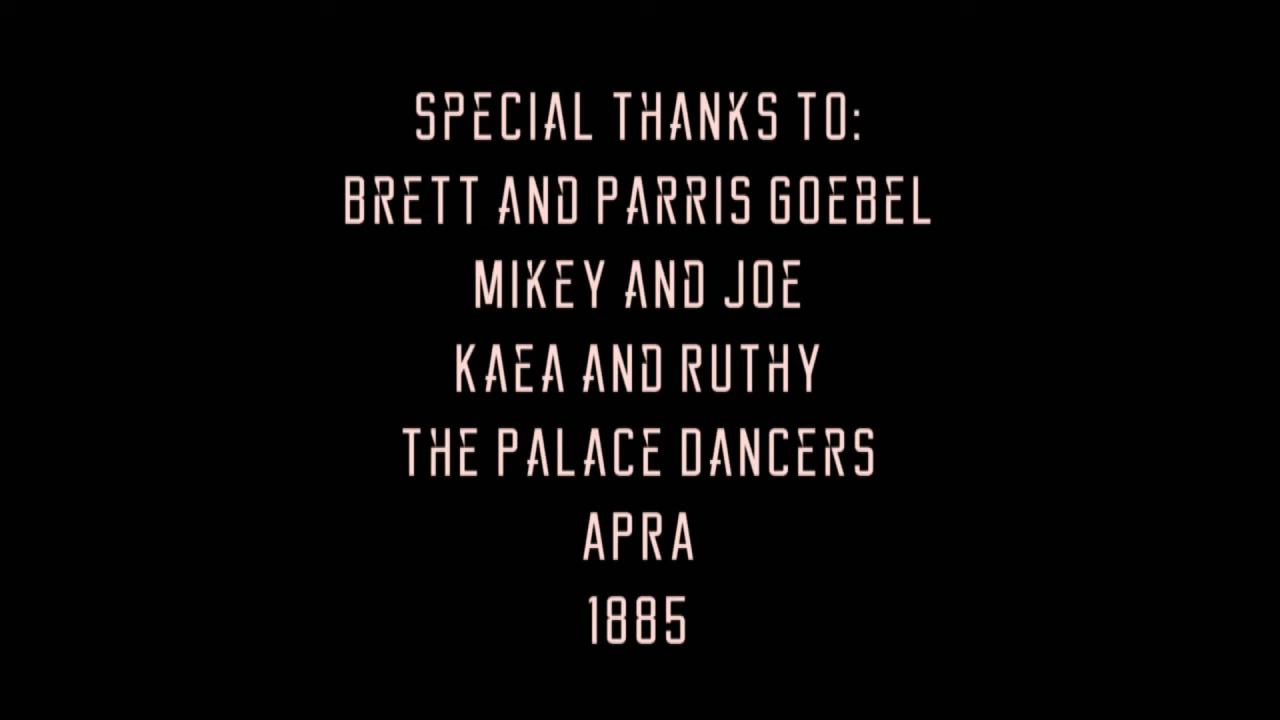 SPECIAL THANKS TO:
BRETT AND PARRIS GOEBEL
MIKEY AND JOE
KAEA AND RUTHY
THE PALACE DANCERS
APRA
1885